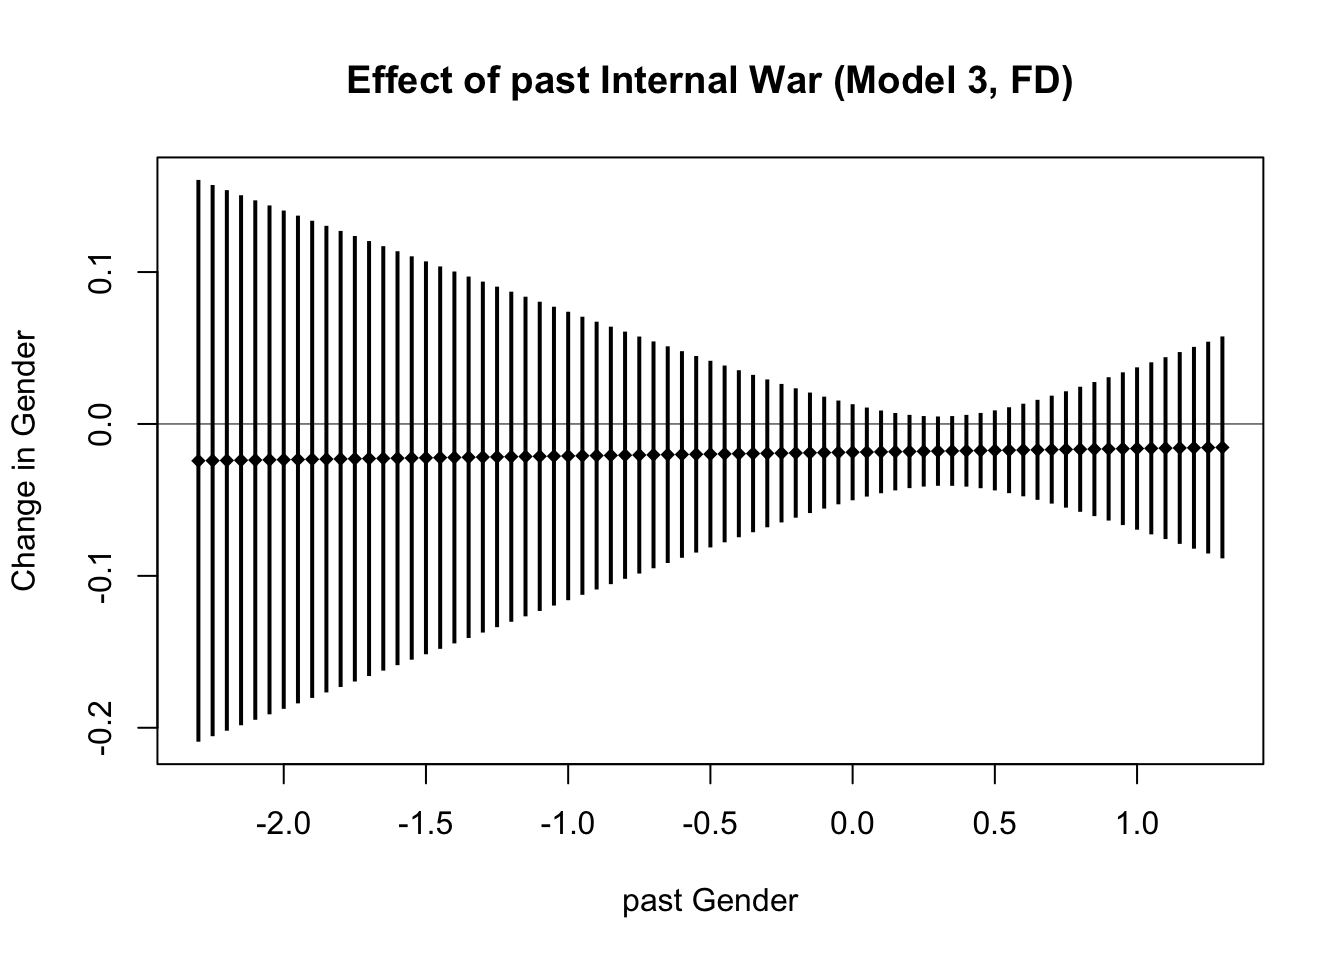 Effect of past Internal War (Model 3, FD)
Change in Gender
0.1
0.0
-0.1
-0.2
-2.0 -1.5 -1.0 -0.5 0.0 0.5 1.0
past Gender